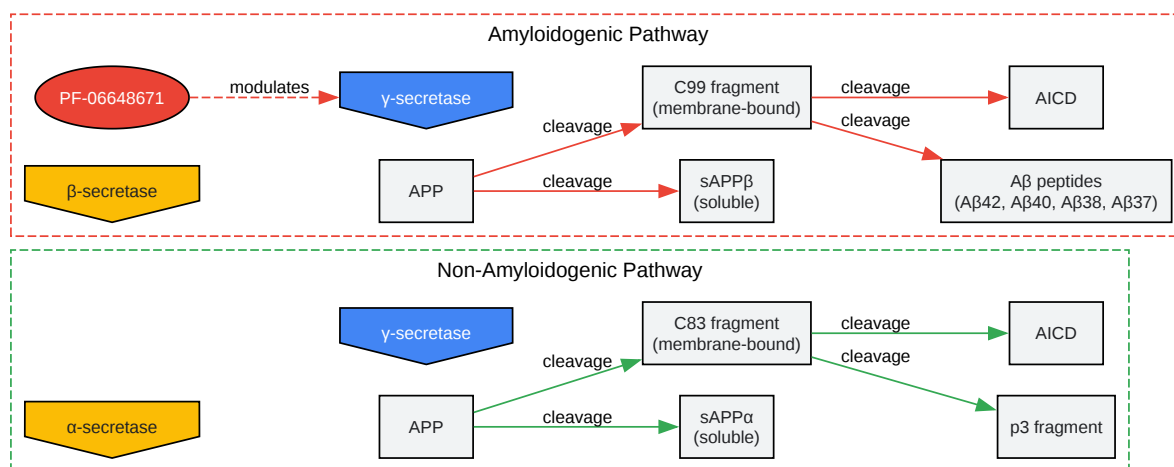 Amyloidogenic Pathway
PF-06648671
modulates
γ-secretase
C99 fragment
(membrane-bound)
cleavage
AICD
cleavage
cleavage
β-secretase
APP
cleavage
sAPPβ
(soluble)
Aβ peptides
(Aβ42, Aβ40, Aβ38, Aβ37)
Non-Amyloidogenic Pathway
γ-secretase
C83 fragment
(membrane-bound)
cleavage
AICD
cleavage
cleavage
α-secretase
APP
cleavage
sAPPα
(soluble)
p3 fragment